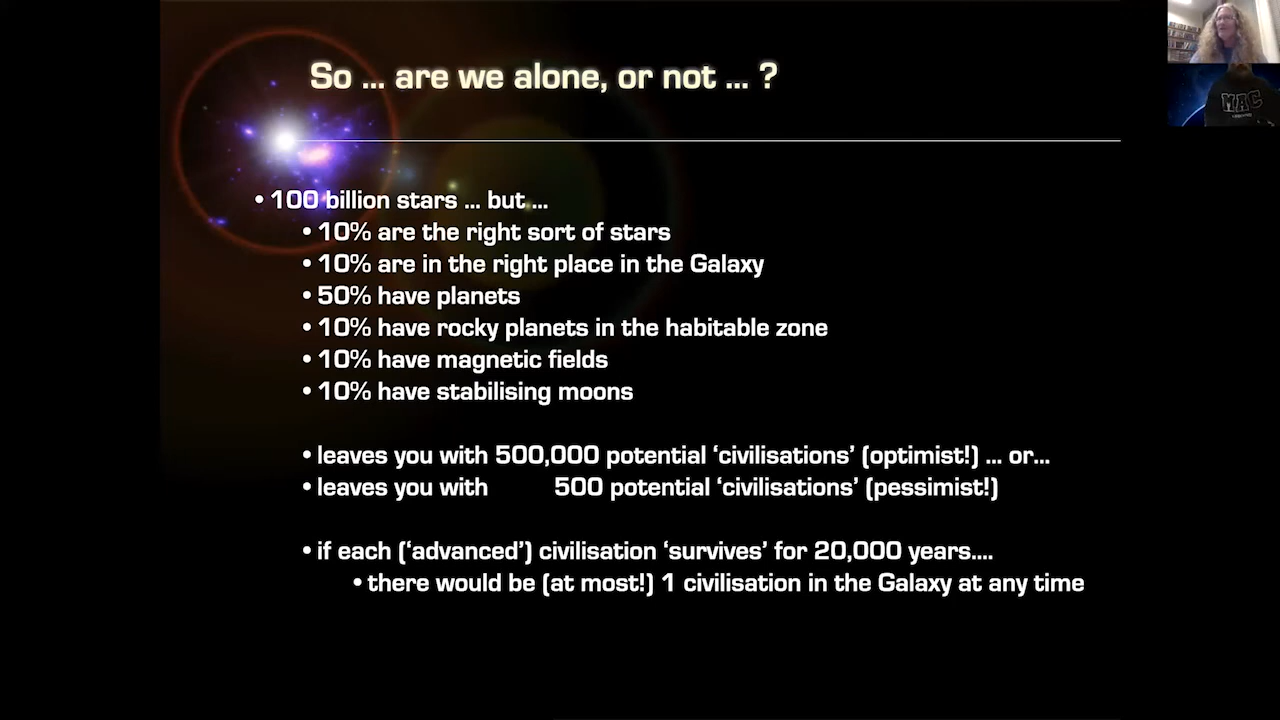 So ... are we alone, or not ... ?
• 100 billion stars ... but ...
• 10% are the right sort of stars
• 10% are in the right place in the Galaxy
• 50% have planets
• 10% have rocky planets in the habitable zone
• 10% have magnetic fields
• 10% have stabilising moons
• leaves you with 500,000 potential ‘civilisations’ (optimist!) ... or...
• leaves you with 500 potential ‘civilisations’ (pessimist!)
• if each (‘advanced’) civilisation ‘survives’ for 20,000 years....
• there would be (at most!) 1 civilisation in the Galaxy at any time
MAC